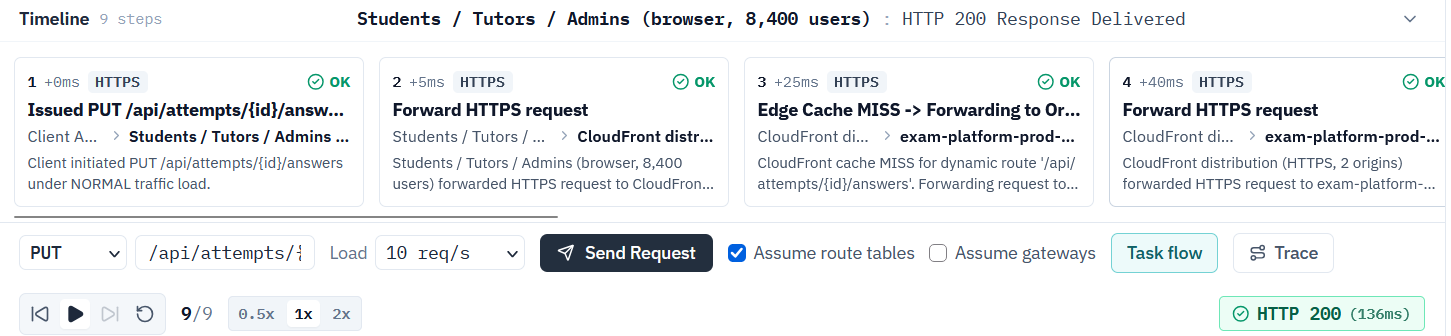 Timeline 9 steps Students / Tutors / Admins (browser, 8,400 users) : HTTP 200 Response Delivered
1 +0ms HTTPS OK
Issued PUT /api/attempts/{id}/answ...
Client A... > Students / Tutors / Admins ...
Client initiated PUT /api/attempts/{id}/answers
under NORMAL traffic load.
2 +5ms HTTPS OK
Forward HTTPS request
Students / Tutors / ... > CloudFront distr...
Students / Tutors / Admins (browser, 8,400
users) forwarded HTTPS request to CloudFron...
3 +25ms HTTPS OK
Edge Cache MISS -> Forwarding to Or...
CloudFront di... > exam-platform-prod-...
CloudFront cache MISS for dynamic route '/api/
attempts/{id}/answers'. Forwarding request to...
4 +40ms HTTPS OK
Forward HTTPS request
CloudFront di... > exam-platform-prod-...
CloudFront distribution (HTTPS, 2 origins)
forwarded HTTPS request to exam-platform-...
PUT /api/attempts/{ Load 10 req/s Send Request Assume route tables Assume gateways Task flow Trace
9/9 0.5x 1x 2x HTTP 200 (136ms)